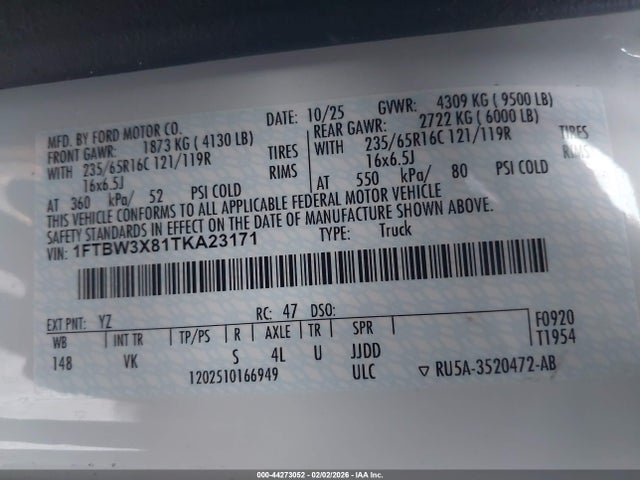 MFD. BY FORD MOTOR CO.
DATE: 10/25 GVWR: 4309 KG ( 9500 LB)
FRONT GAWR: 1873 KG ( 4130 LB) REAR GAWR: 2722 KG ( 6000 LB)
WITH 235/65R16C 121/119R TIRES WITH 235/65R16C 121/119R TIRES
16x6.5J RIMS 16x6.5J RIMS
AT 360 kPa/ 52 PSI COLD AT 550 kPa/ 80 PSI COLD
THIS VEHICLE CONFORMS TO ALL APPLICABLE FEDERAL MOTOR VEHICLE
SAFETY STANDARDS IN EFFECT ON THE DATE OF MANUFACTURE SHOWN ABOVE.
VIN: 1FTBW3X81TKA23171 TYPE: Truck
EXT PNT: YZ RC: 47 DSO: F0920
WB INT TR TP/PS R AXLE TR SPR T1954
148 VK S 4L U JJDD
1202510166949 ULC RU5A-3520472-AB
000-44273052 - 02/02/2026 - IAA Inc.